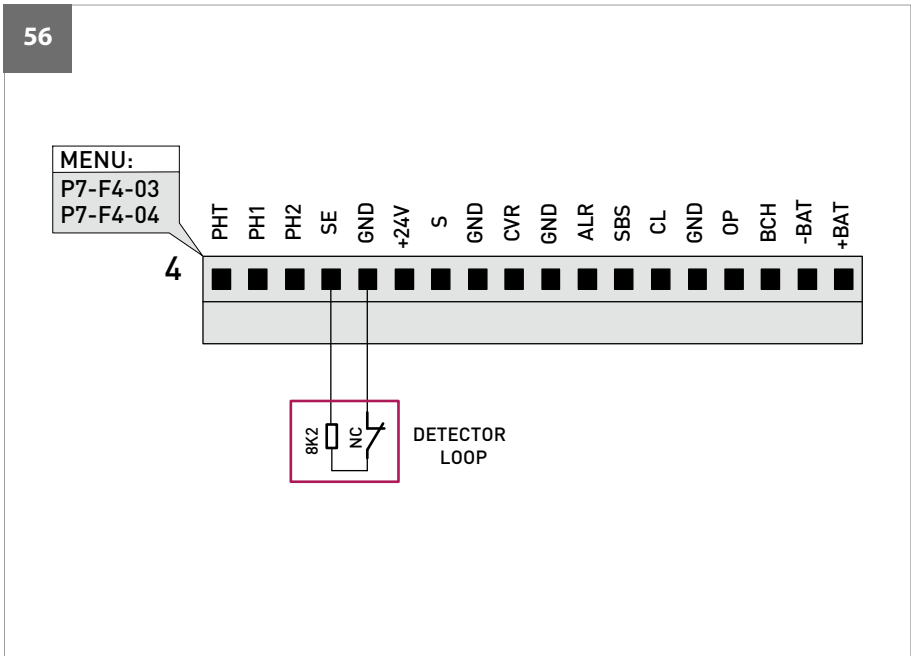 56
MENU:
P7-F4-03
P7-F4-04
4
PHT
PH1
PH2
SE
GND
+24V
S
GND
CVR
GND
ALR
SBS
CL
GND
OP
BCH
-BAT
+BAT
8K2
NC
DETECTOR
LOOP